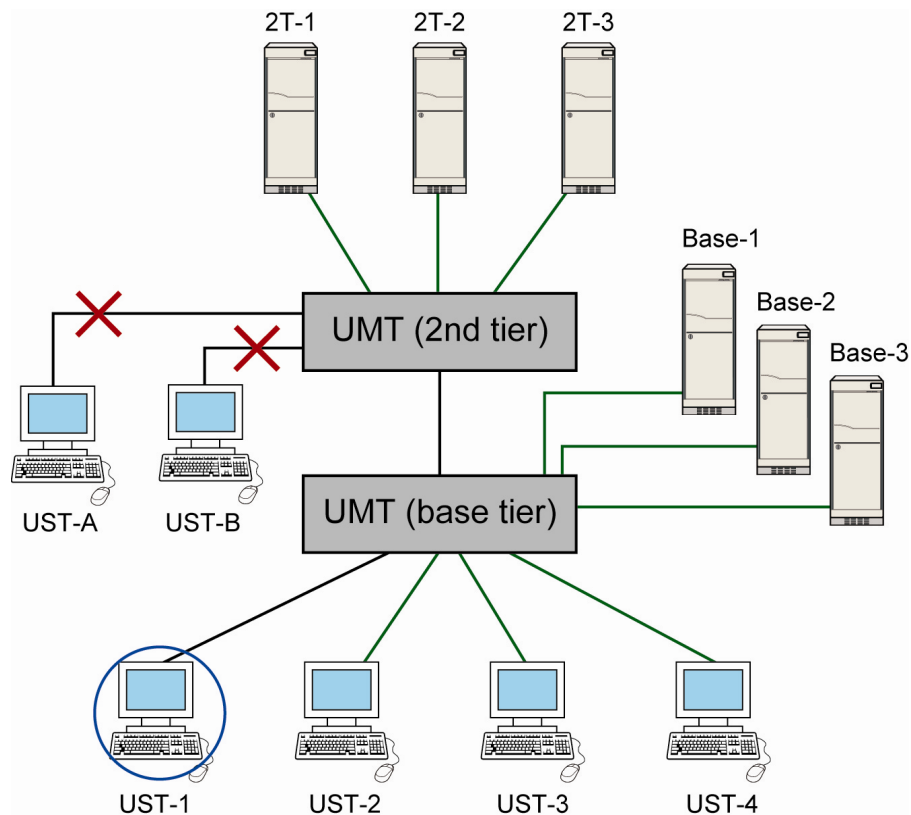 2T-1
2T-2
2T-3
Base-1
Base-2
Base-3
UMT (2nd tier)
UST-A
UST-B
UMT (base tier)
UST-1
UST-2
UST-3
UST-4